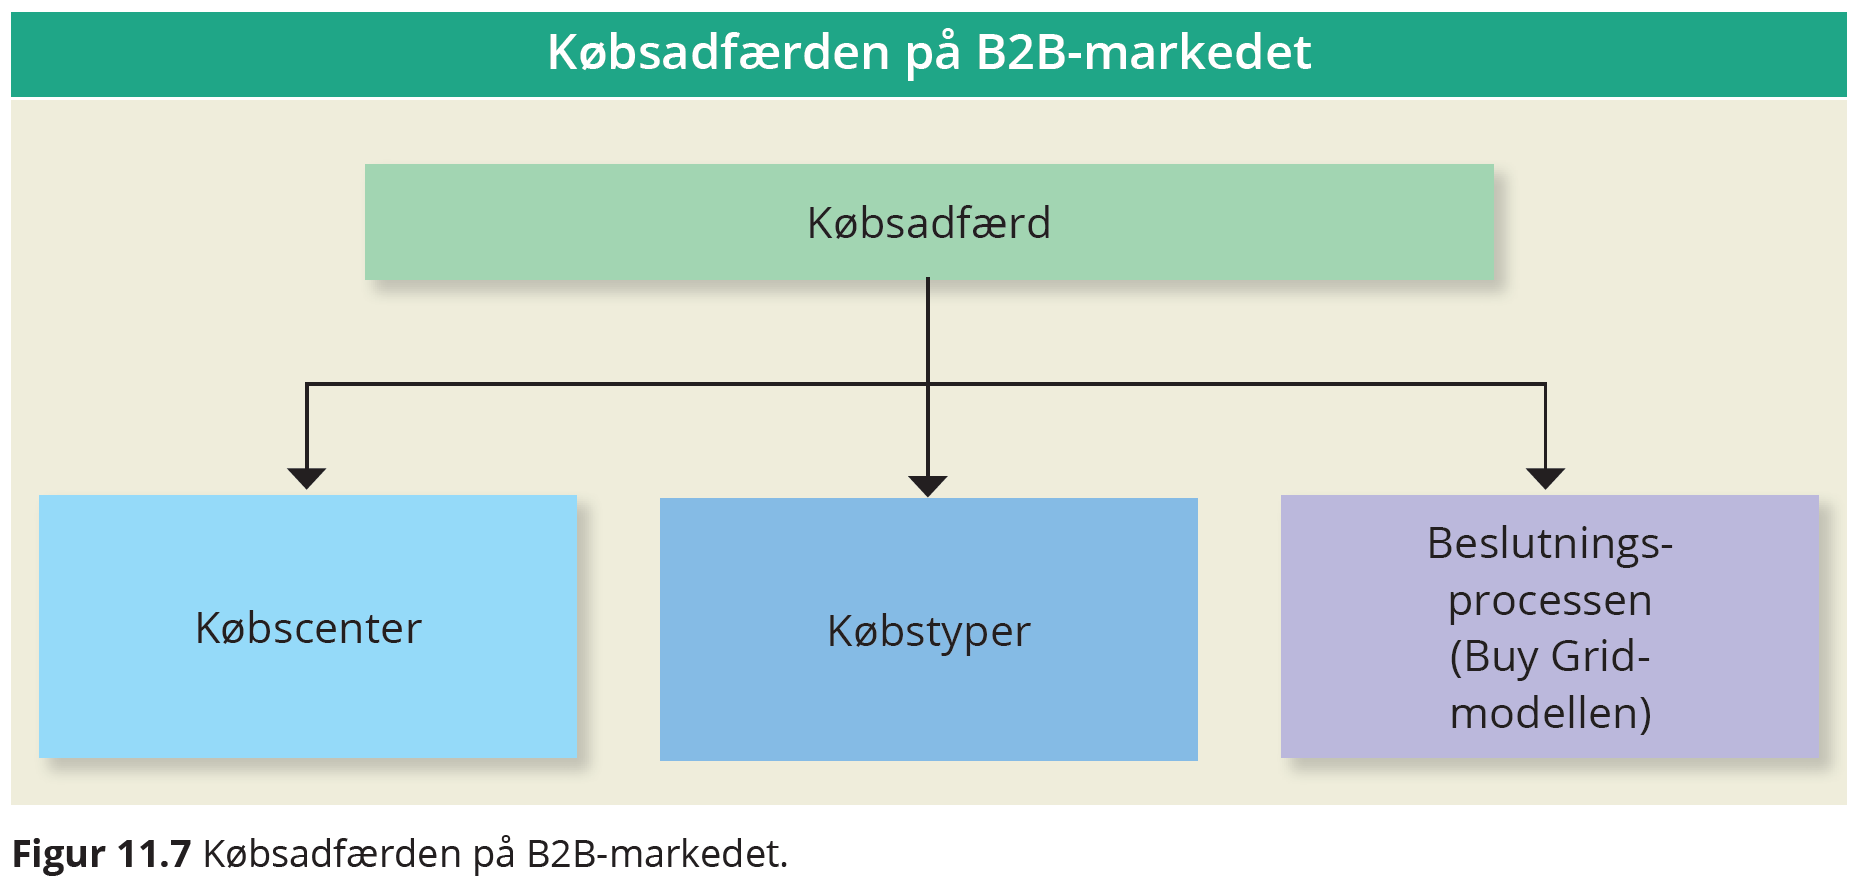 Købsadfærden på B2B-markedet
Købsadfærd
Købscenter
Købstyper
Beslutnings-
processen
(Buy Grid-
modellen)
Figur 11.7 Købsadfærden på B2B-markedet.